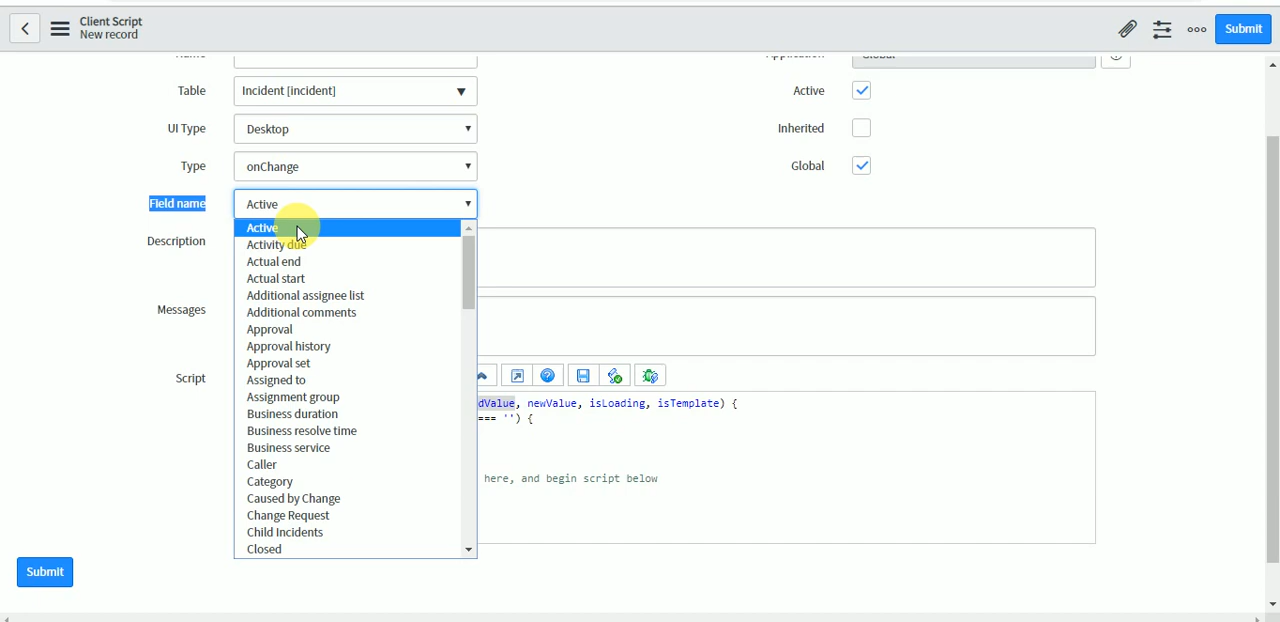 Client Script
New record
Submit
Table
Incident [incident]
Active
UI Type
Desktop
Inherited
Type
onChange
Global
Field name
Active
Active
Activity due
Actual end
Actual start
Additional assignee list
Additional comments
Approval
Approval history
Approval set
Assigned to
Assignment group
Business duration
Business resolve time
Business service
Caller
Category
Caused by Change
Change Request
Child Incidents
Closed
Description
Messages
Script
dValue, newValue, isLoading, isTemplate) {
=== '') {
here, and begin script below
Submit